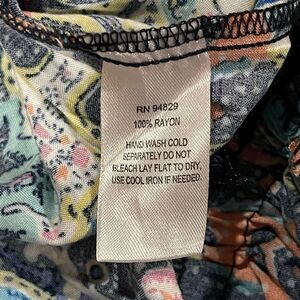 RN 94829
100% RAYON
HAND WASH COLD
SEPARATELY DO NOT
BLEACH LAY FLAT TO DRY,
USE COOL IRON IF NEEDED.